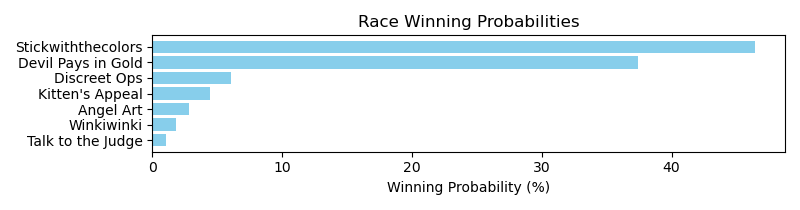 Race Winning Probabilities
Stickwiththecolors
Devil Pays in Gold
Discreet Ops
Kitten's Appeal
Angel Art
Winkiwinki
Talk to the Judge
0 10 20 30 40
Winning Probability (%)